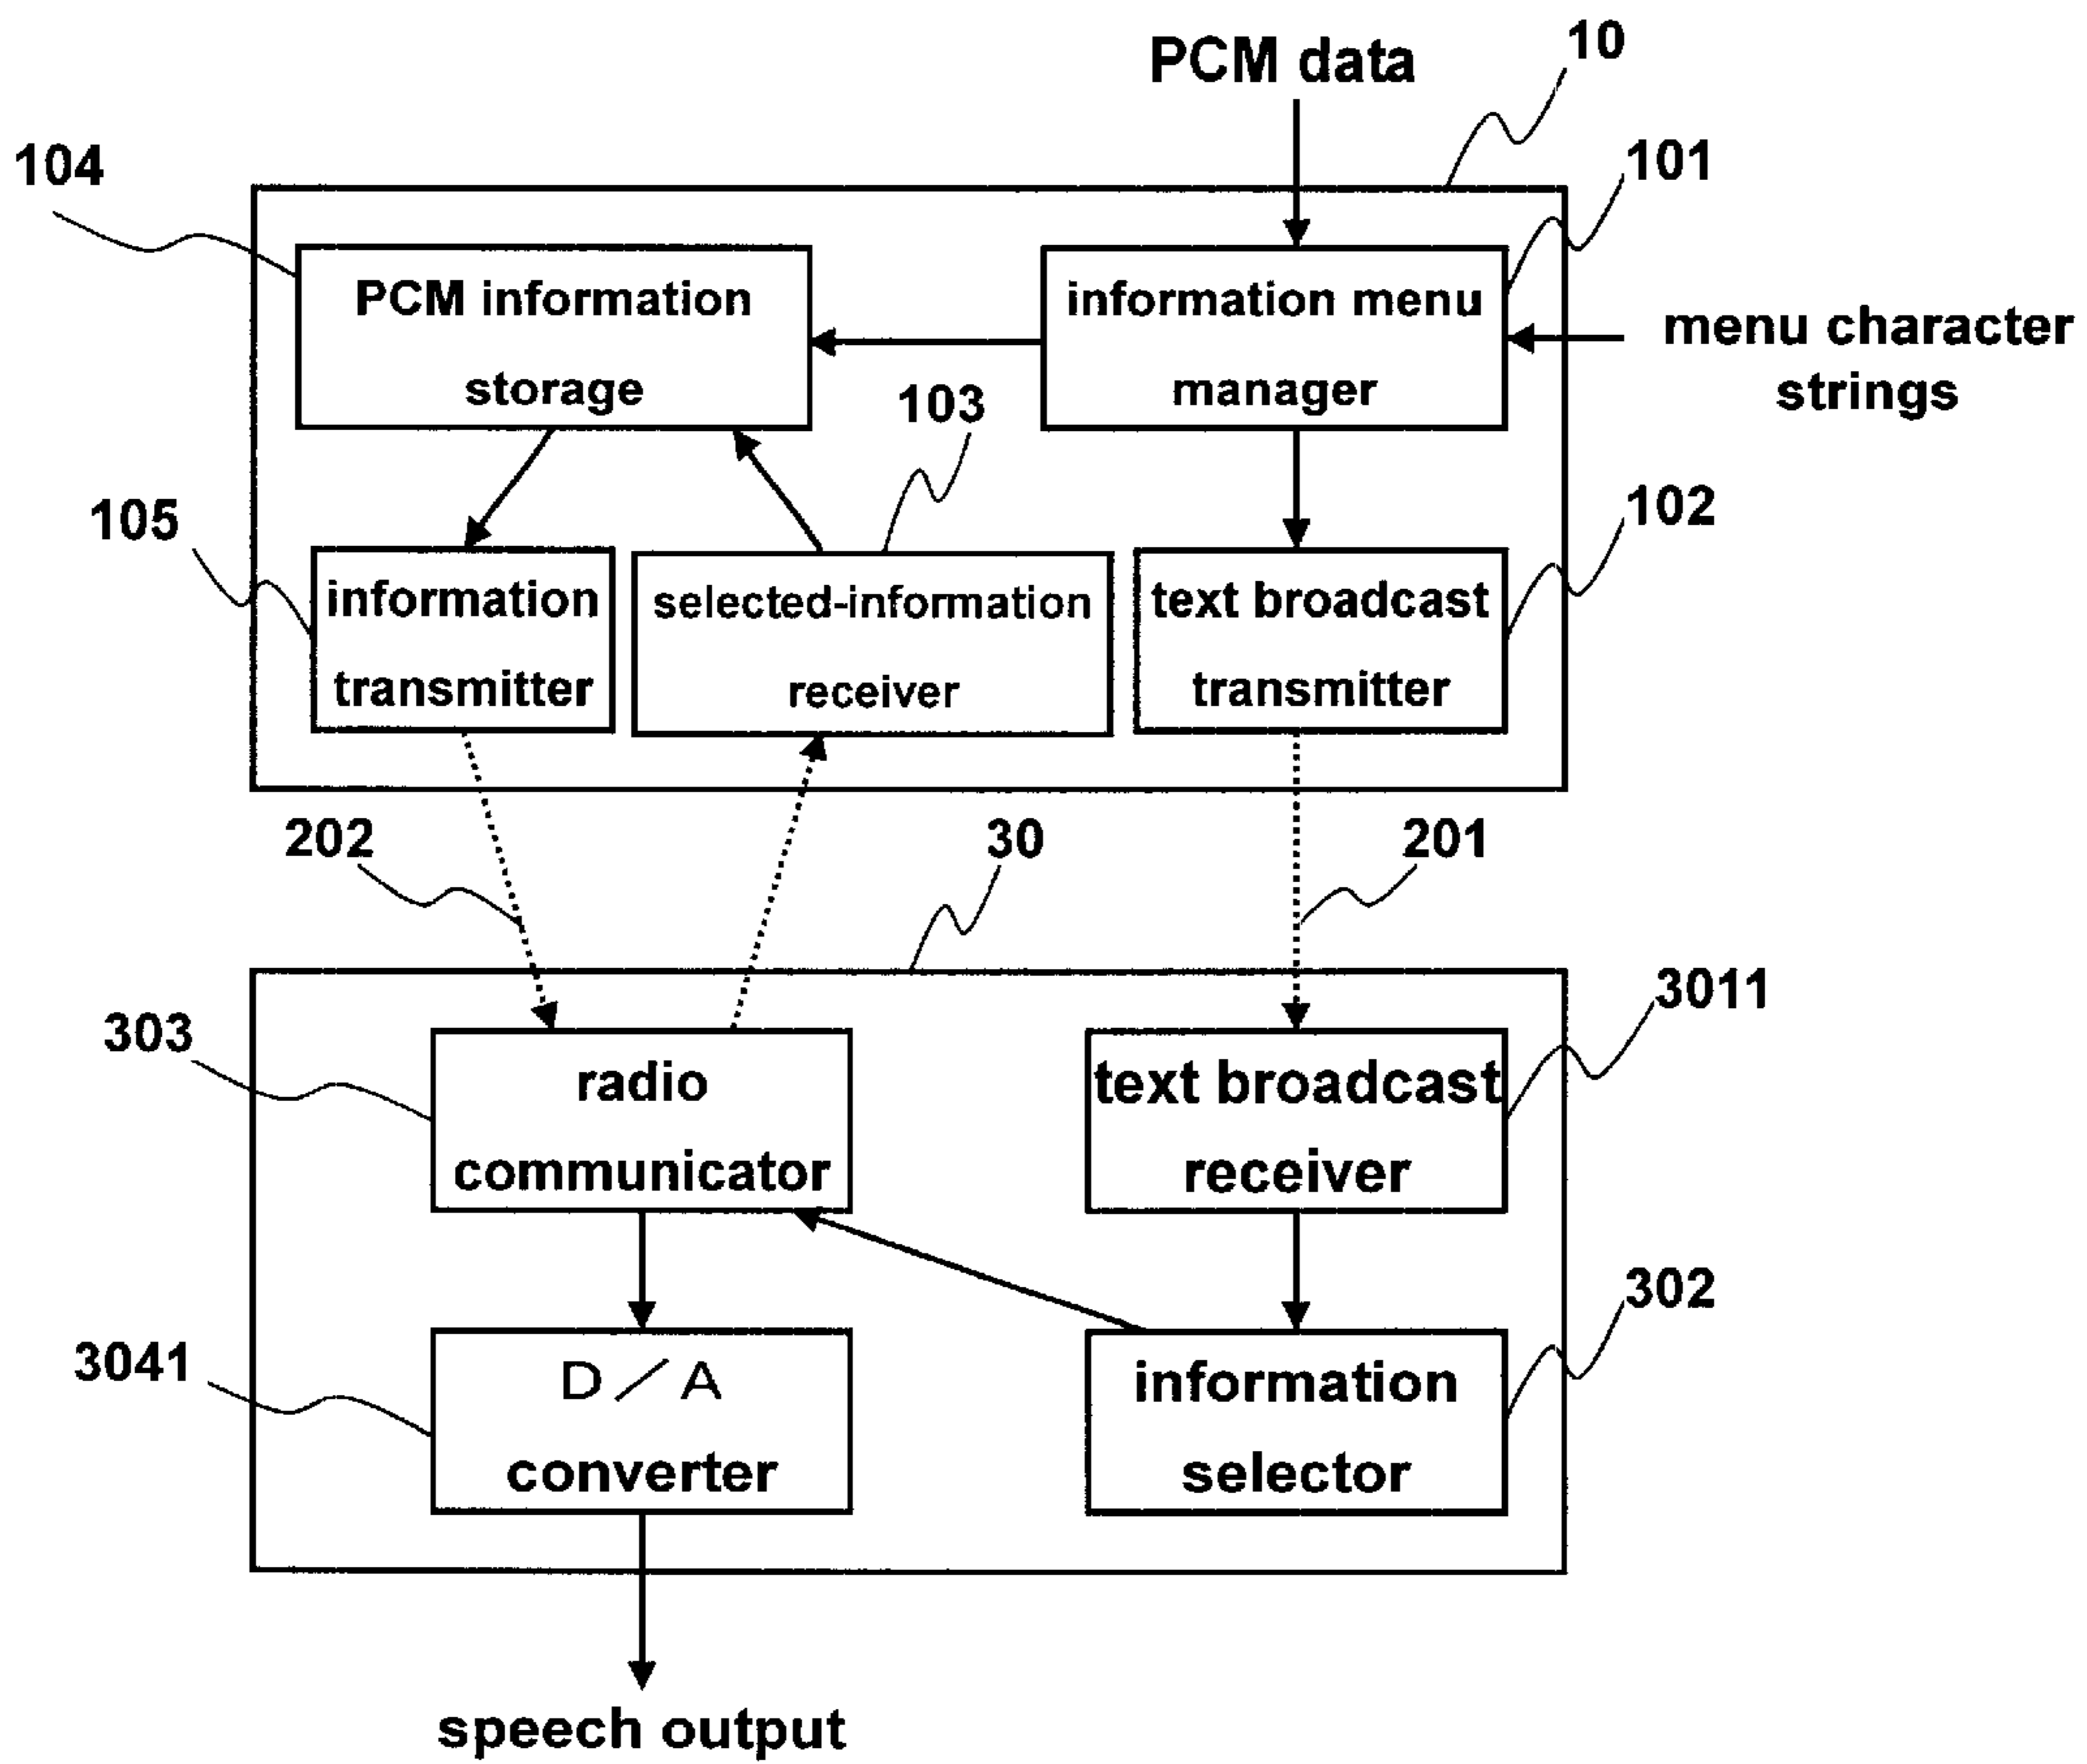 PCM data
10
104
101
PCM information
storage
information menu
manager
menu character
strings
103
105
102
information
transmitter
selected-information
receiver
text broadcast
transmitter
202
30
201
303
3011
radio
communicator
text broadcast
receiver
3041
302
D／A
converter
information
selector
speech output